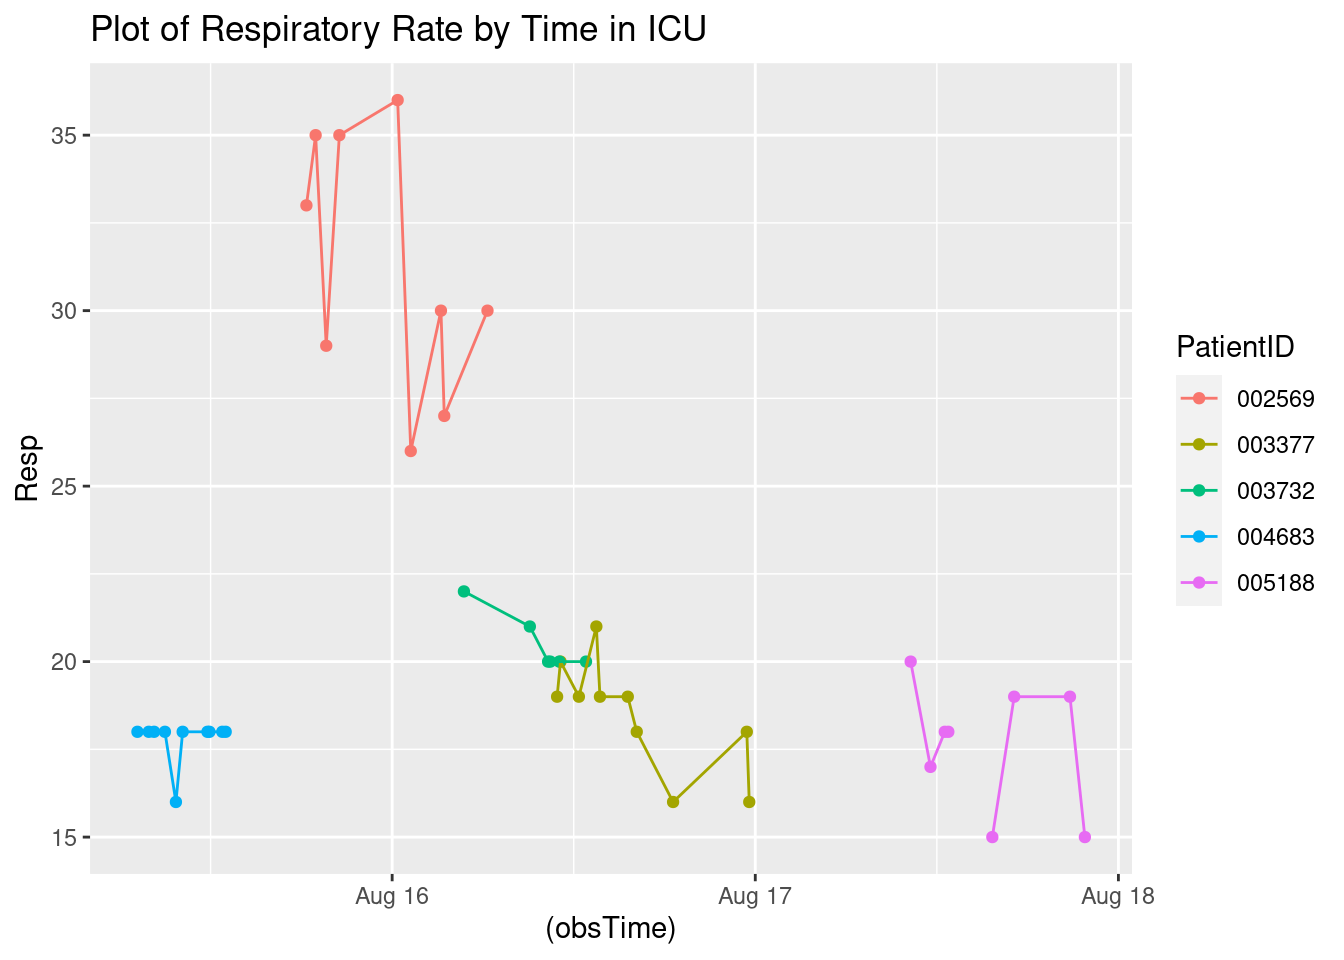 Plot of Respiratory Rate by Time in ICU
35
30
25
20
15
Resp
Aug 16
Aug 17
Aug 18
(obsTime)
PatientID
002569
003377
003732
004683
005188